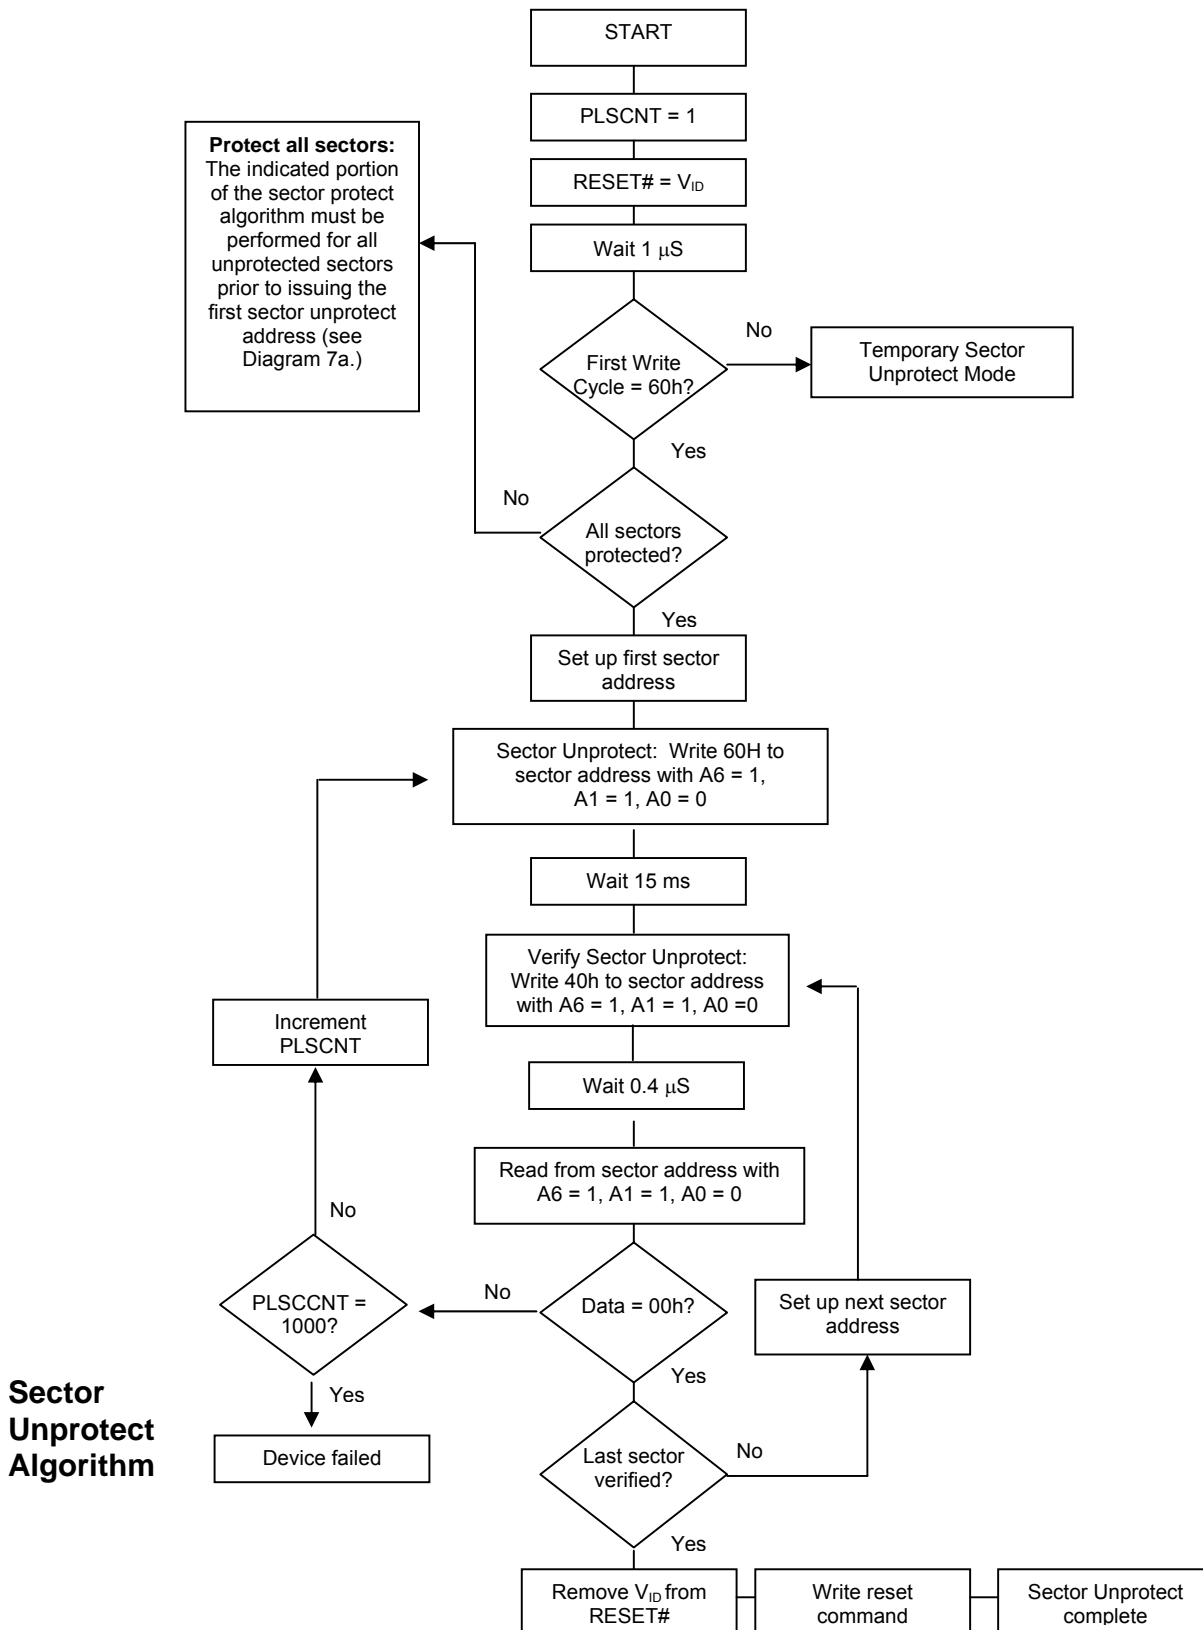 START
PLSCNT = 1
Protect all sectors:
The indicated portion
of the sector protect
algorithm must be
performed for all
unprotected sectors
prior to issuing the
first sector unprotect
address (see
Diagram 7a.)
RESET# = VID
Wait 1 μS
First Write
Cycle = 60h?
No
Temporary Sector
Unprotect Mode
Yes
No
All sectors
protected?
Yes
Set up first sector
address
Sector Unprotect: Write 60H to
sector address with A6 = 1,
A1 = 1, A0 = 0
Wait 15 ms
Verify Sector Unprotect:
Write 40h to sector address
with A6 = 1, A1 = 1, A0 =0
Increment
PLSCNT
Wait 0.4 μS
Read from sector address with
A6 = 1, A1 = 1, A0 = 0
No
PLSCCNT =
1000?
No
Data = 00h?
Set up next sector
address
Yes
Yes
Sector
Unprotect
Algorithm
Device failed
Last sector
verified?
No
Yes
Remove VID from
RESET#
Write reset
command
Sector Unprotect
complete